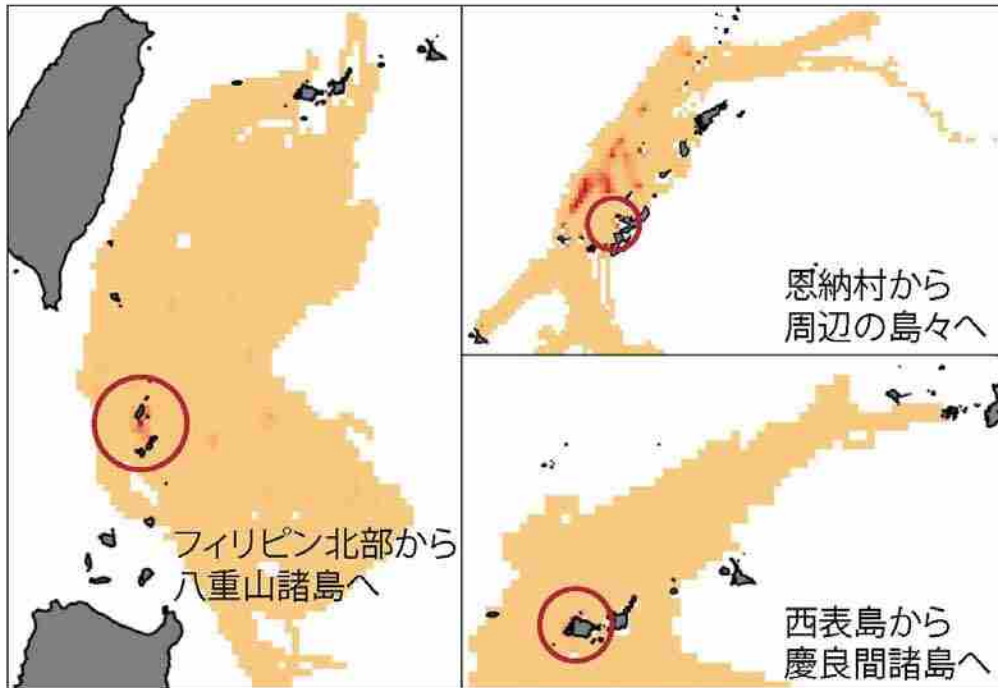 フィリピン北部から
八重山諸島へ
恩納村から
周辺の島々へ
西表島から
慶良間諸島へ